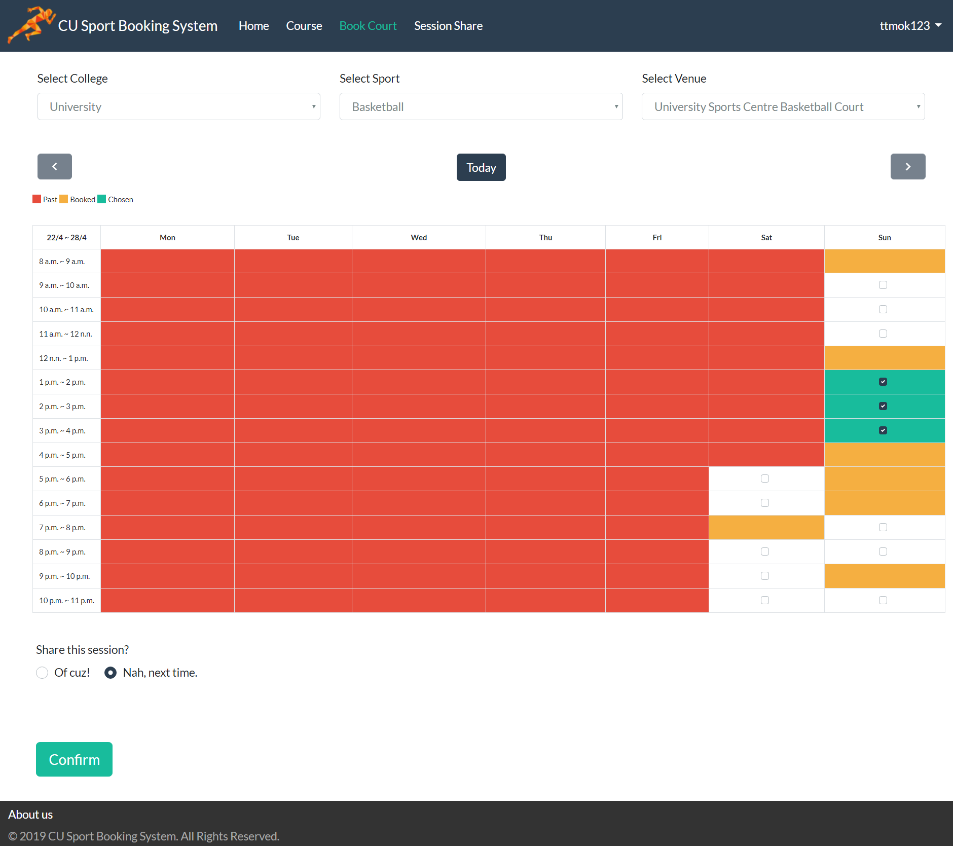 CU Sport Booking System Home Course Book Court Session Share ttmok123
Select College Select Sport Select Venue
University Basketball University Sports Centre Basketball Court
Today
Past Booked Chosen
22/4 ~ 28/4 Mon Tue Wed Thu Fri Sat Sun
8 a.m. ~ 9 a.m.
9 a.m. ~ 10 a.m.
10 a.m. ~ 11 a.m.
11 a.m. ~ 12 n.n.
12 n.n. ~ 1 p.m.
1 p.m. ~ 2 p.m.
2 p.m. ~ 3 p.m.
3 p.m. ~ 4 p.m.
4 p.m. ~ 5 p.m.
5 p.m. ~ 6 p.m.
6 p.m. ~ 7 p.m.
7 p.m. ~ 8 p.m.
8 p.m. ~ 9 p.m.
9 p.m. ~ 10 p.m.
10 p.m. ~ 11 p.m.
Share this session?
Of cuz! Nah, next time.
Confirm
About us
© 2019 CU Sport Booking System. All Rights Reserved.